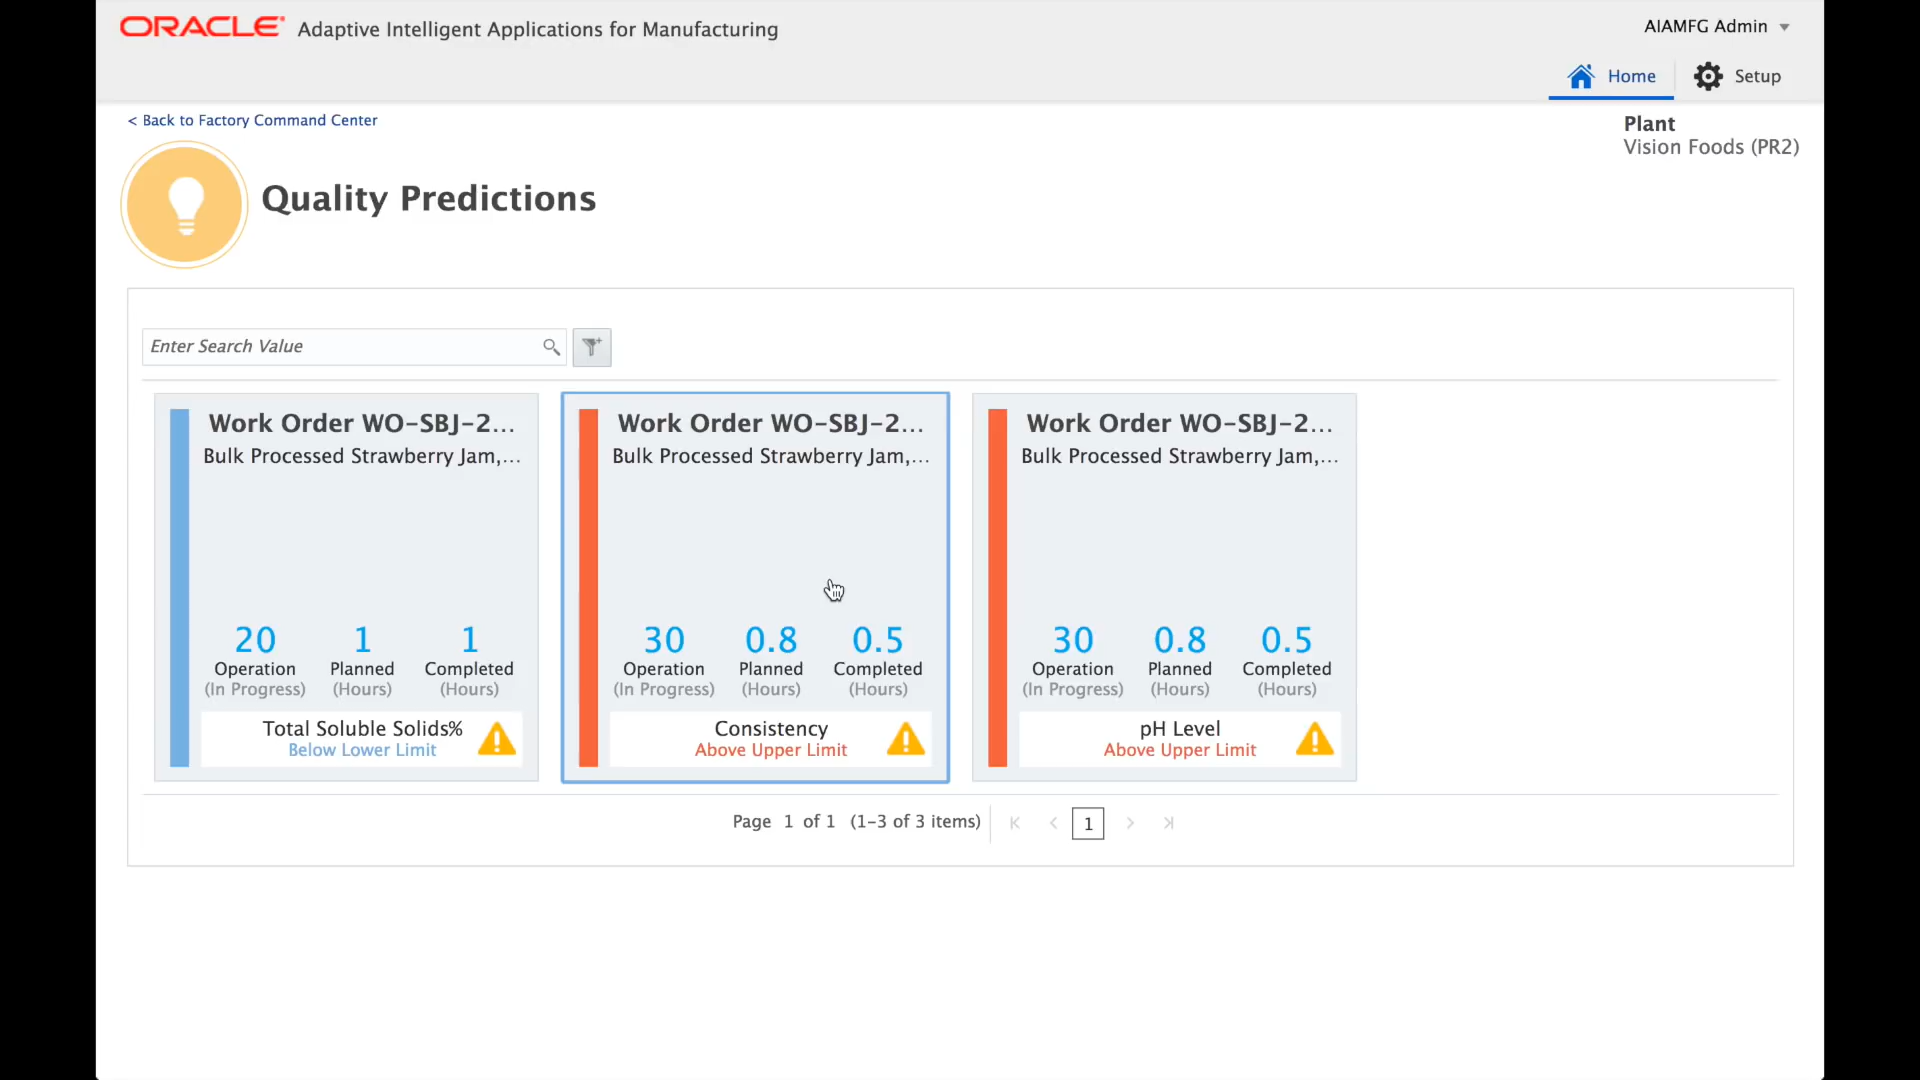 ORACLE Adaptive Intelligent Applications for Manufacturing
AIAMFG Admin
Home
Setup
< Back to Factory Command Center
Plant
Vision Foods (PR2)
Quality Predictions
Enter Search Value
Work Order WO-SBJ-2...
Bulk Processed Strawberry Jam,...
20 1 1
Operation Planned Completed
(In Progress) (Hours) (Hours)
Total Soluble Solids%
Below Lower Limit
Work Order WO-SBJ-2...
Bulk Processed Strawberry Jam,...
30 0.8 0.5
Operation Planned Completed
(In Progress) (Hours) (Hours)
Consistency
Above Upper Limit
Work Order WO-SBJ-2...
Bulk Processed Strawberry Jam,...
30 0.8 0.5
Operation Planned Completed
(In Progress) (Hours) (Hours)
pH Level
Above Upper Limit
Page 1 of 1 (1-3 of 3 items) 1